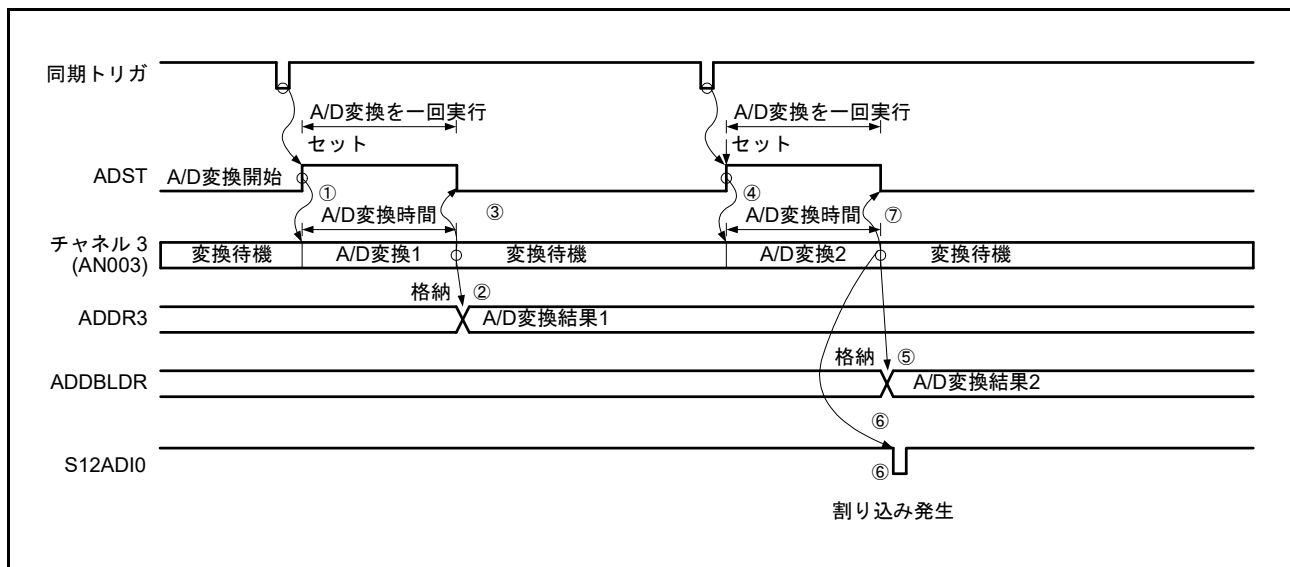 同期トリガ
A/D変換を一回実行
A/D変換を一回実行
セット
セット
ADST
A/D変換開始
①
④
③
⑦
A/D変換時間
A/D変換時間
チャネル 3
(AN003)
変換待機
A/D変換1
変換待機
A/D変換2
変換待機
格納
②
ADDR3
A/D変換結果1
格納
⑤
ADDBLDR
A/D変換結果2
⑥
S12ADI0
⑥
割り込み発生